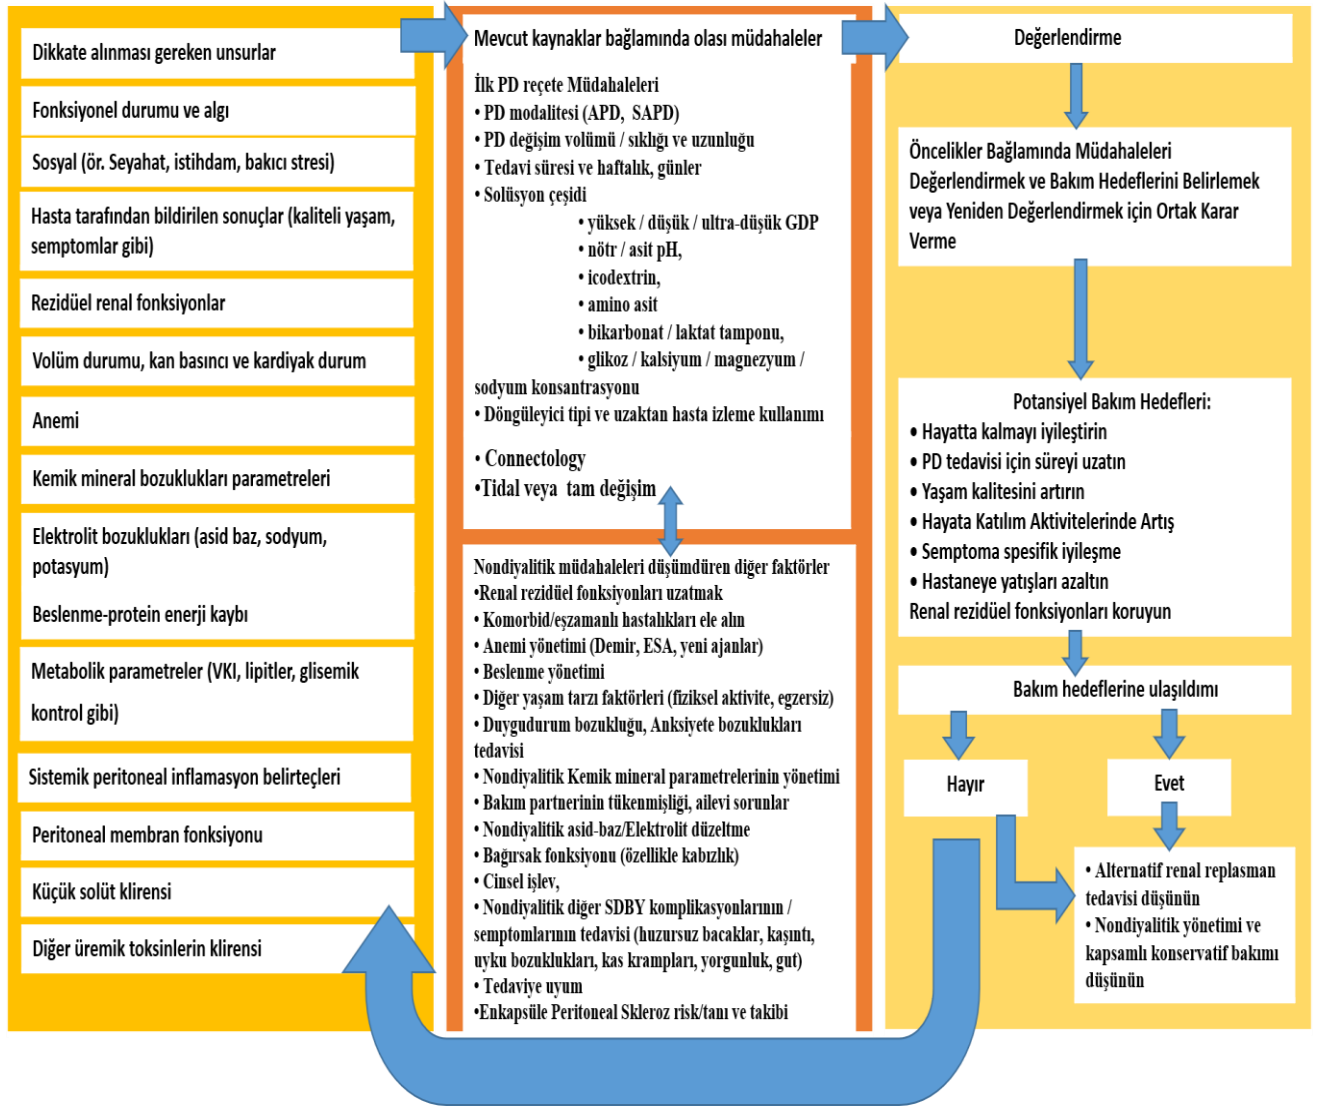 Dikkate alınması gereken unsurlar
Fonksiyonel durumu ve algı
Sosyal (ör. Seyahat, istihdam, bakıcı stresi)
Hasta tarafından bildirilen sonuçlar (kaliteli yaşam,
semptomlar gibi)
Rezidüel renal fonksiyonlar
Volüm durumu, kan basıncı ve kardiyak durum
Anemi
Kemik mineral bozuklukları parametreleri
Elektrolit bozuklukları (asid baz, sodyum,
potasyum)
Beslenme-protein enerji kaybı
Metabolik parametreler (VKI, lipitler, glisemik
kontrol gibi)
Sistemik peritoneal inflamasyon belirteçleri
Peritoneal membran fonksiyonu
Küçük solüt klirensi
Diğer üremik toksinlerin klirensi
Mevcut kaynaklar bağlamında olası müdahaleler
İlk PD reçete Müdahaleleri
• PD modalitesi (APD, SAPD)
• PD değişim volümü / sıklığı ve uzunluğu
• Tedavi süresi ve haftalık, günler
• Solüsyon çeşidi
• yüksek / düşük / ultra-düşük GDP
• nötr / asit pH,
• icodextrin,
• amino asit
• bikarbonat / laktat tamponu,
• glikoz / kalsiyum / magnezyum /
sodyum konsantrasyonu
• Döngüleyici tipi ve uzaktan hasta izleme kullanımı
• Connectology
•Tidal veya tam değişim
Nondiyalitik müdahaleleri düşümdüren diğer faktörler
•Renal rezidüel fonksiyonları uzatmak
• Komorbid/eşzamanlı hastalıkları ele alın
• Anemi yönetimi (Demir, ESA, yeni ajanlar)
• Beslenme yönetimi
• Diğer yaşam tarzı faktörleri (fiziksel aktivite, egzersiz)
• Duygudurum bozukluğu, Anksiyete bozuklukları
tedavisi
• Nondiyalitik Kemik mineral parametrelerinin yönetimi
• Bakım partnerinin tükenmişliği, ailevi sorunlar
• Nondiyalitik asid-baz/Elektrolit düzeltme
• Bağırsak fonksiyonu (özellikle kabızlık)
• Cinsel işlev,
• Nondiyalitik diğer SDBY komplikasyonlarının /
semptomlarının tedavisi (huzursuz bacaklar, kaşıntı,
uyku bozuklukları, kas krampları, yorgunluk, gut)
• Tedaviye uyum
•Enkapsüle Peritoneal Skleroz risk/tanı ve takibi
Değerlendirme
Öncelikler Bağlamında Müdahaleleri
Değerlendirmek ve Bakım Hedeflerini Belirlemek
veya Yeniden Değerlendirmek için Ortak Karar
Verme
Potansiyel Bakım Hedefleri:
• Hayatta kalmayı iyileştirin
• PD tedavisi için süreyi uzatın
• Yaşam kalitesini artırın
• Hayata Katılım Aktivitelerinde Artış
• Semptoma spesifik iyileşme
• Hastaneye yatışları azaltın
Renal rezidüel fonksiyonları koruyun
Bakım hedeflerine ulaşıldımı
Hayır
Evet
• Alternatif renal replasman
tedavisi düşünün
• Nondiyalitik yönetimi ve
kapsamlı konservatif bakımı
düşünün